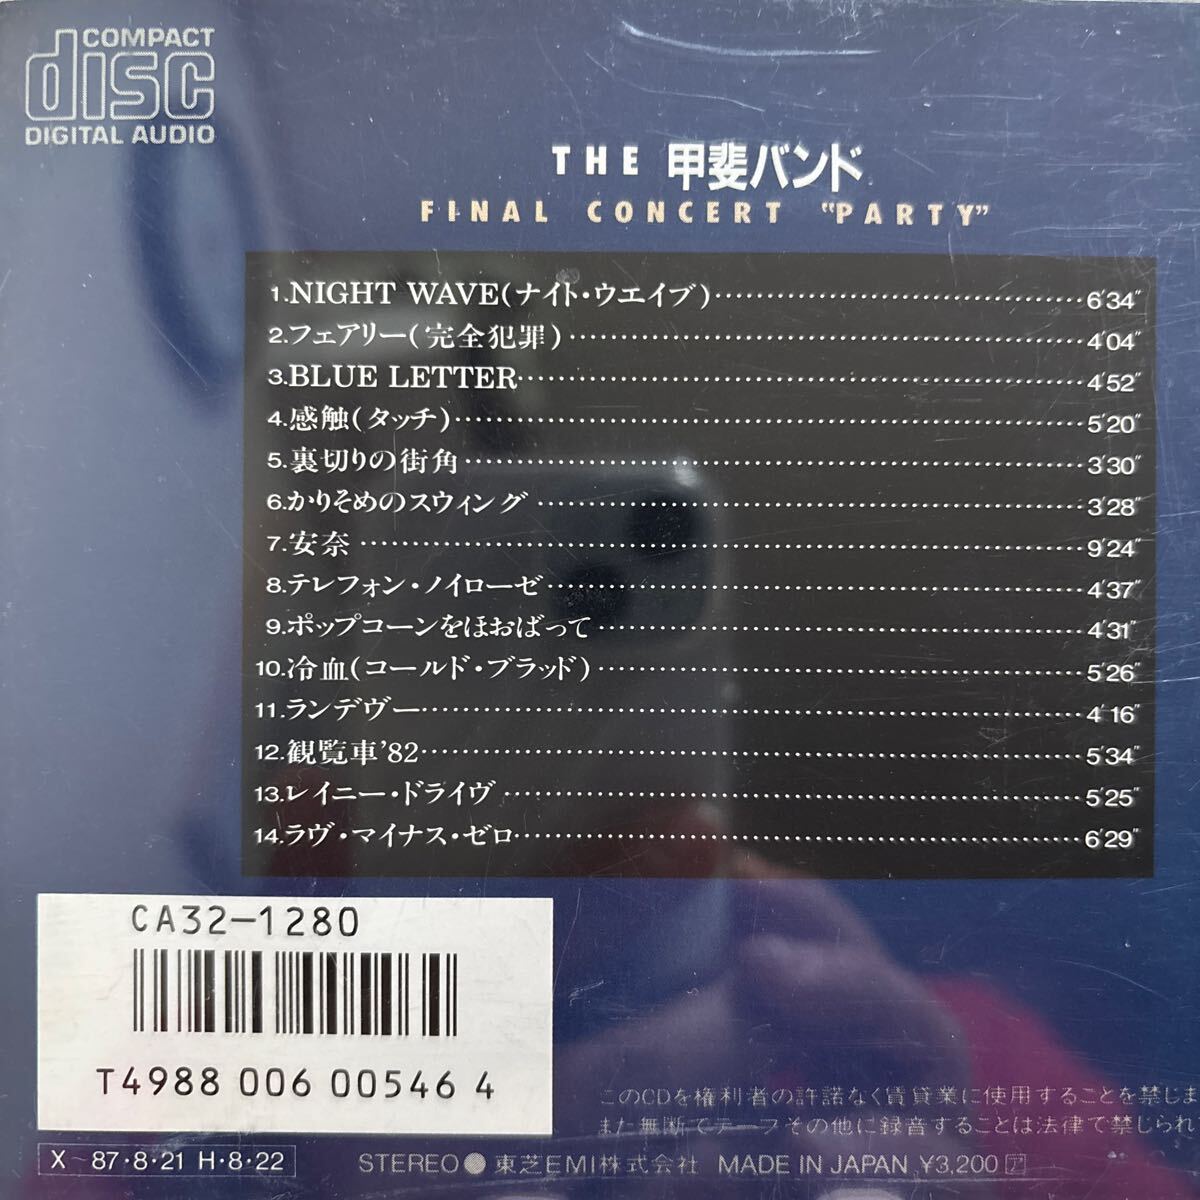 COMPACT
disc
DIGITAL AUDIO
THE 甲斐バンド
FINAL CONCERT “PARTY”
1.NIGHT WAVE(ナイト・ウエイブ)……6′34″
2.フェアリー(完全犯罪)……4′04″
3.BLUE LETTER……4′52″
4.感触(タッチ)……5′20″
5.裏切りの街角……3′30″
6.かりそめのスウィング……3′28″
7.安奈……9′24″
8.テレフォン・ノイローゼ……4′37″
9.ポップコーンをほおばって……4′31″
10.冷血(コールド・ブラッド)……5′26″
11.ランデヴー……4′16″
12.観覧車’82……5′34″
13.レイニー・ドライヴ……5′25″
14.ラヴ・マイナス・ゼロ……6′29″
CA32-1280
T4988 006 00546 4
このCDを権利者の許諾なく賃貸業に使用することを禁じま
また無断でテープその他に録音することは法律で禁じられ
X-87・8・21 H・8・22
STEREO●東芝EMI株式会社 MADE IN JAPAN ¥3,200 ア